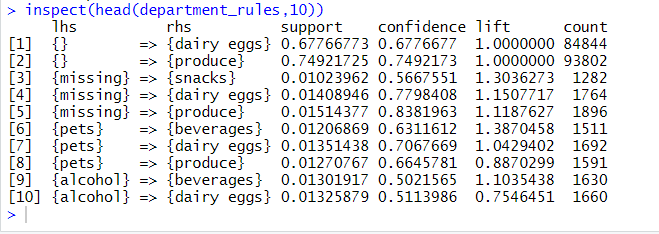 > inspect(head(department_rules,10))
lhs rhs support confidence lift count
[1] {} => {dairy eggs} 0.67766773 0.6776677 1.0000000 84844
[2] {} => {produce} 0.74921725 0.7492173 1.0000000 93802
[3] {missing} => {snacks} 0.01023962 0.5667551 1.3036273 1282
[4] {missing} => {dairy eggs} 0.01408946 0.7798408 1.1507717 1764
[5] {missing} => {produce} 0.01514377 0.8381963 1.1187627 1896
[6] {pets} => {beverages} 0.01206869 0.6311612 1.3870458 1511
[7] {pets} => {dairy eggs} 0.01351438 0.7067669 1.0429402 1692
[8] {pets} => {produce} 0.01270767 0.6645781 0.8870299 1591
[9] {alcohol} => {beverages} 0.01301917 0.5021565 1.1035438 1630
[10] {alcohol} => {dairy eggs} 0.01325879 0.5113986 0.7546451 1660
>